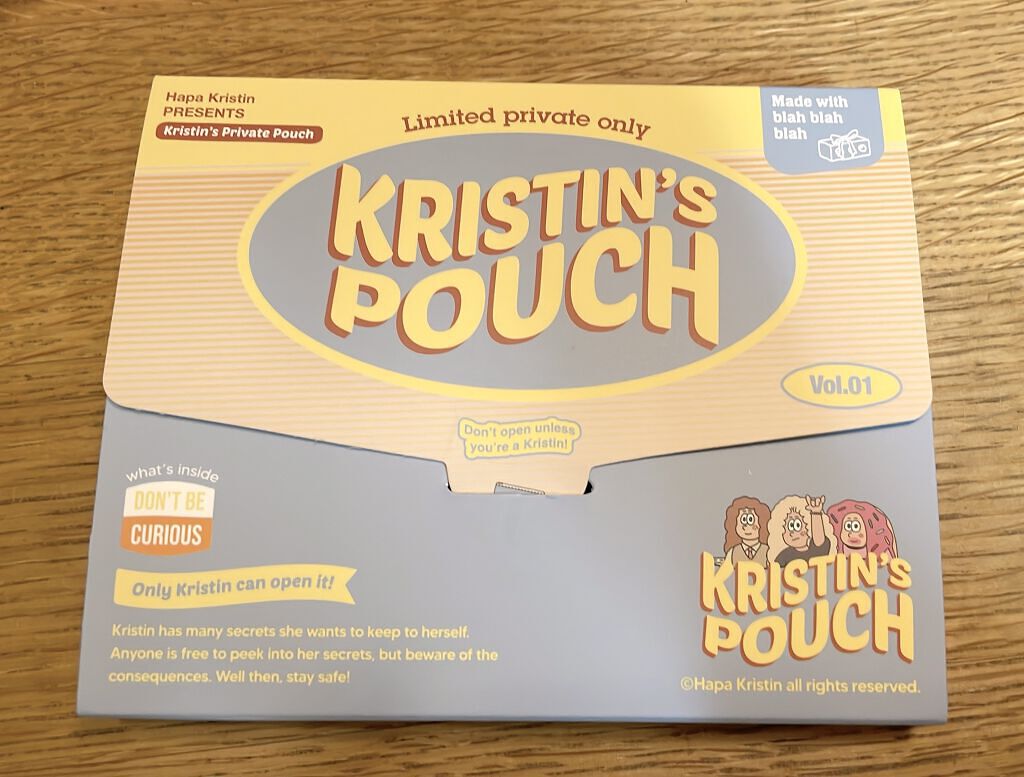 Hapa Kristin
PRESENTS
Kristin's Private Pouch
Limited private only
Made with
blah blah
blah
KRISTIN'S
POUCH
Vol.01
Don't open unless
you're a Kristin!
what's inside
DON'T BE
CURIOUS
Only Kristin can open it!
Kristin has many secrets she wants to keep to herself.
Anyone is free to peek into her secrets, but beware of the
consequences. Well then, stay safe!
KRISTIN'S
POUCH
©Hapa Kristin all rights reserved.